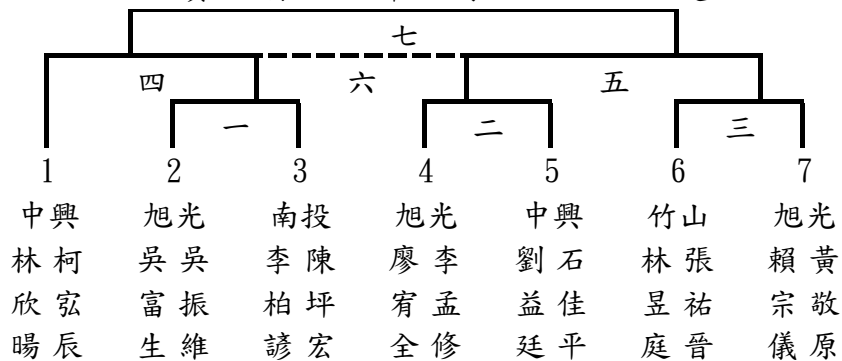 七
四 六 五
一 二 三
1 2 3 4 5 6 7
中興 旭光 南投 旭光 中興 竹山 旭光
林柯 吳吳 李陳 廖李 劉石 林張 賴黃
欣宖 富振 柏坪 宥孟 益佳 昱祐 宗敬
暘辰 生維 諺宏 全修 廷平 庭晉 儀原